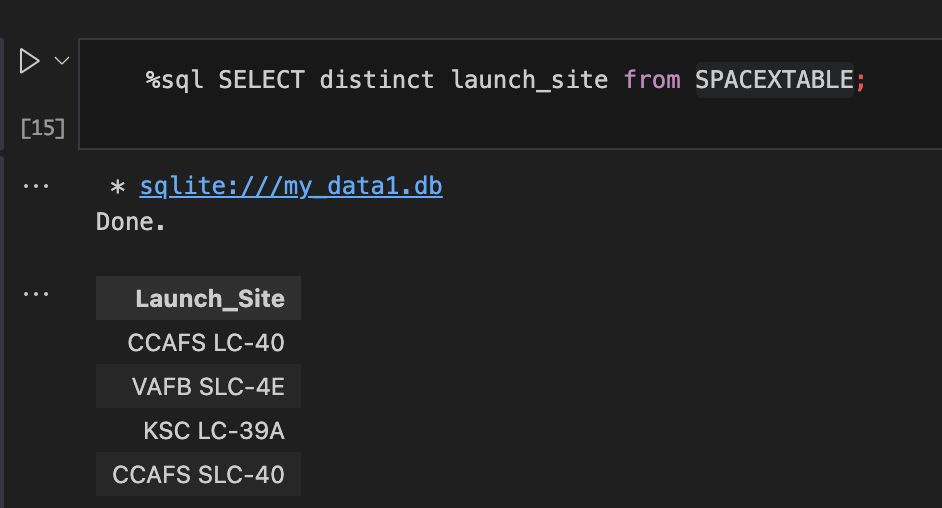 %sql SELECT distinct launch_site from SPACEXTABLE;
[15]
* sqlite:///my_data1.db
Done.
Launch_Site
CCAFS LC-40
VAFB SLC-4E
KSC LC-39A
CCAFS SLC-40